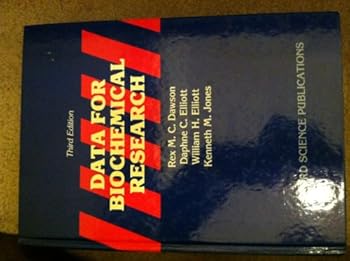 Third Edition
DATA FOR
BIOCHEMICAL
RESEARCH
Rex M. C. Dawson
Daphne C. Elliott
William H. Elliott
Kenneth M. Jones
SCIENCE PUBLICATIONS